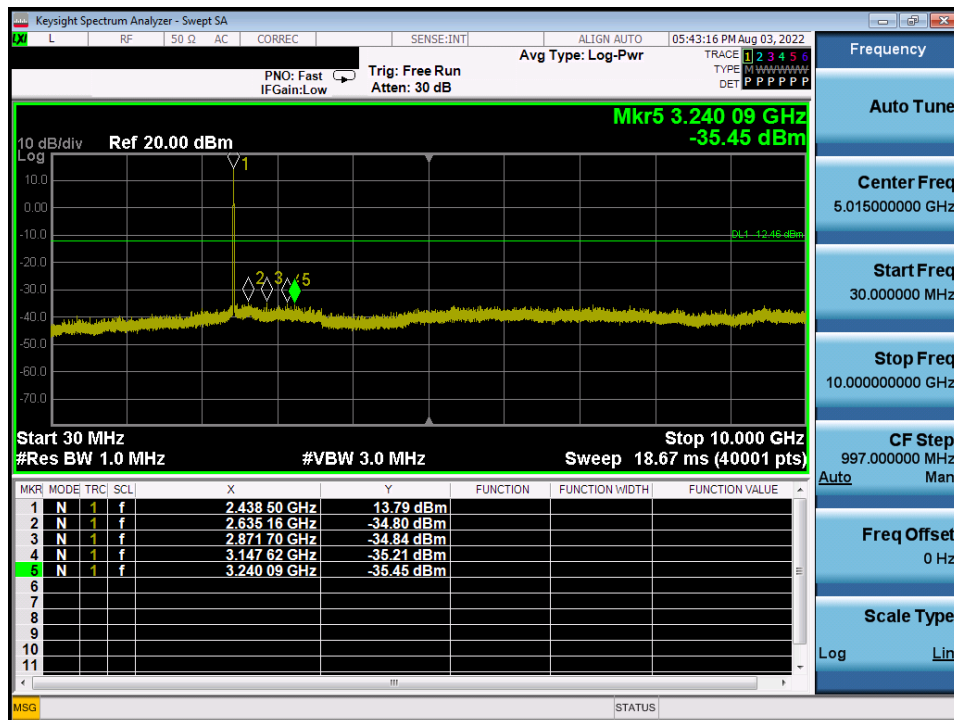 Keysight Spectrum Analyzer - Swept SA
LXI L RF 50 Ω AC CORREC SENSE:INT ALIGN AUTO 05:43:16 PM Aug 03, 2022
Frequency
Avg Type: Log-Pwr
TRACE 1 2 3 4 5 6
PNO: Fast Trig: Free Run
TYPE M WWWWW
IFGain:Low Atten: 30 dB
DET P P P P P P
Auto Tune
Mkr5 3.240 09 GHz
-35.45 dBm
10 dB/div Ref 20.00 dBm
Log
1
10.0
0.00
-10.0
DL1 -12.46 dBm
-20.0
2 3 5
-30.0
-40.0
-50.0
-60.0
-70.0
Start 30 MHz Stop 10.000 GHz
#Res BW 1.0 MHz #VBW 3.0 MHz Sweep 18.67 ms (40001 pts)
Center Freq
5.015000000 GHz
Start Freq
30.000000 MHz
Stop Freq
10.000000000 GHz
CF Step
997.000000 MHz
Auto Man
Freq Offset
0 Hz
Scale Type
Log Lin
MKR MODE TRC SCL X Y FUNCTION FUNCTION WIDTH FUNCTION VALUE
1 N 1 f 2.438 50 GHz 13.79 dBm
2 N 1 f 2.635 16 GHz -34.80 dBm
3 N 1 f 2.871 70 GHz -34.84 dBm
4 N 1 f 3.147 62 GHz -35.21 dBm
5 N 1 f 3.240 09 GHz -35.45 dBm
6
7
8
9
10
11
MSG STATUS